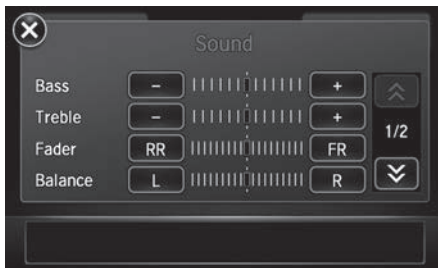 Sound
Bass - +
Treble - +
Fader RR FR
1/2
Balance L R